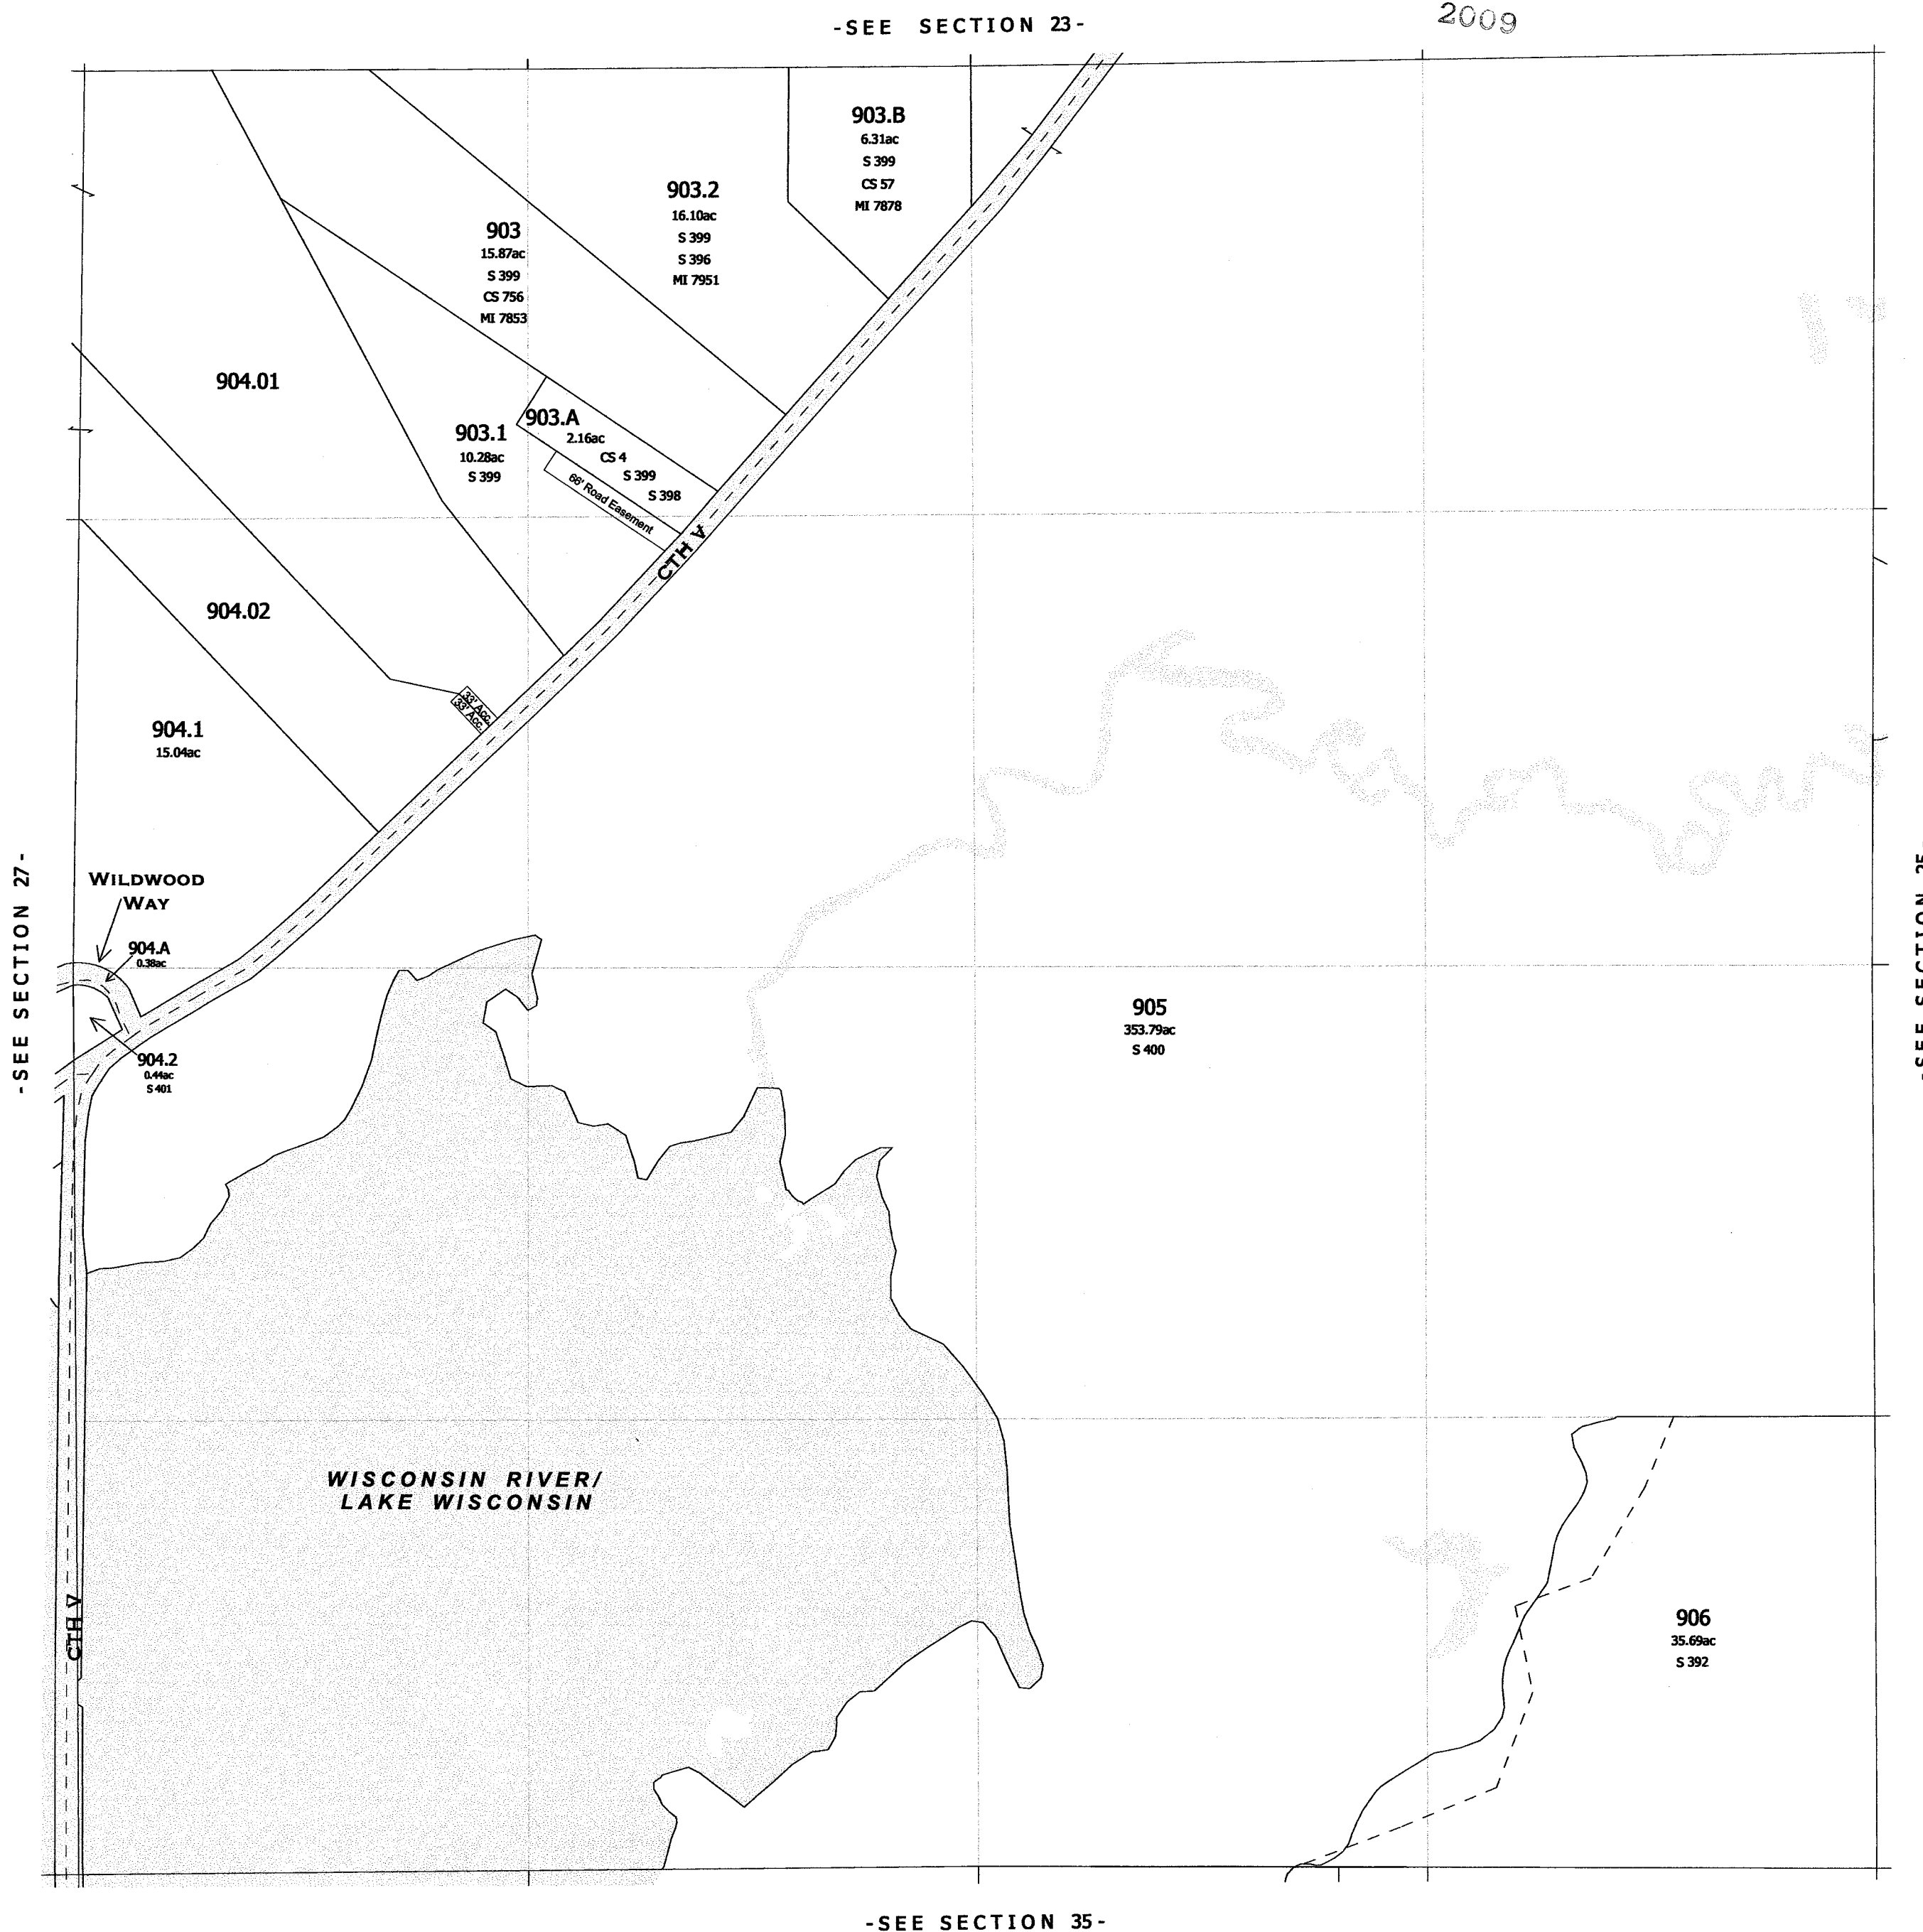 2009
-SEE SECTION 23-
903.B
6.31ac
S 399
CS 57
MI 7878
903.2
16.10ac
S 399
S 396
MI 7951
903
15.87ac
S 399
CS 756
MI 7853
904.01
903.A
2.16ac
CS 4
S 399
S 398
903.1
10.28ac
S 399
66' Road Easement
CTH V
904.02
33' Acc.
33' Acc.
904.1
15.04ac
-SEE SECTION 27-
WILDWOOD
WAY
904.A
0.38ac
904.2
0.44ac
S 401
905
353.79ac
S 400
WISCONSIN RIVER/
LAKE WISCONSIN
CTH V
906
35.69ac
S 392
-SEE SECTION 35-